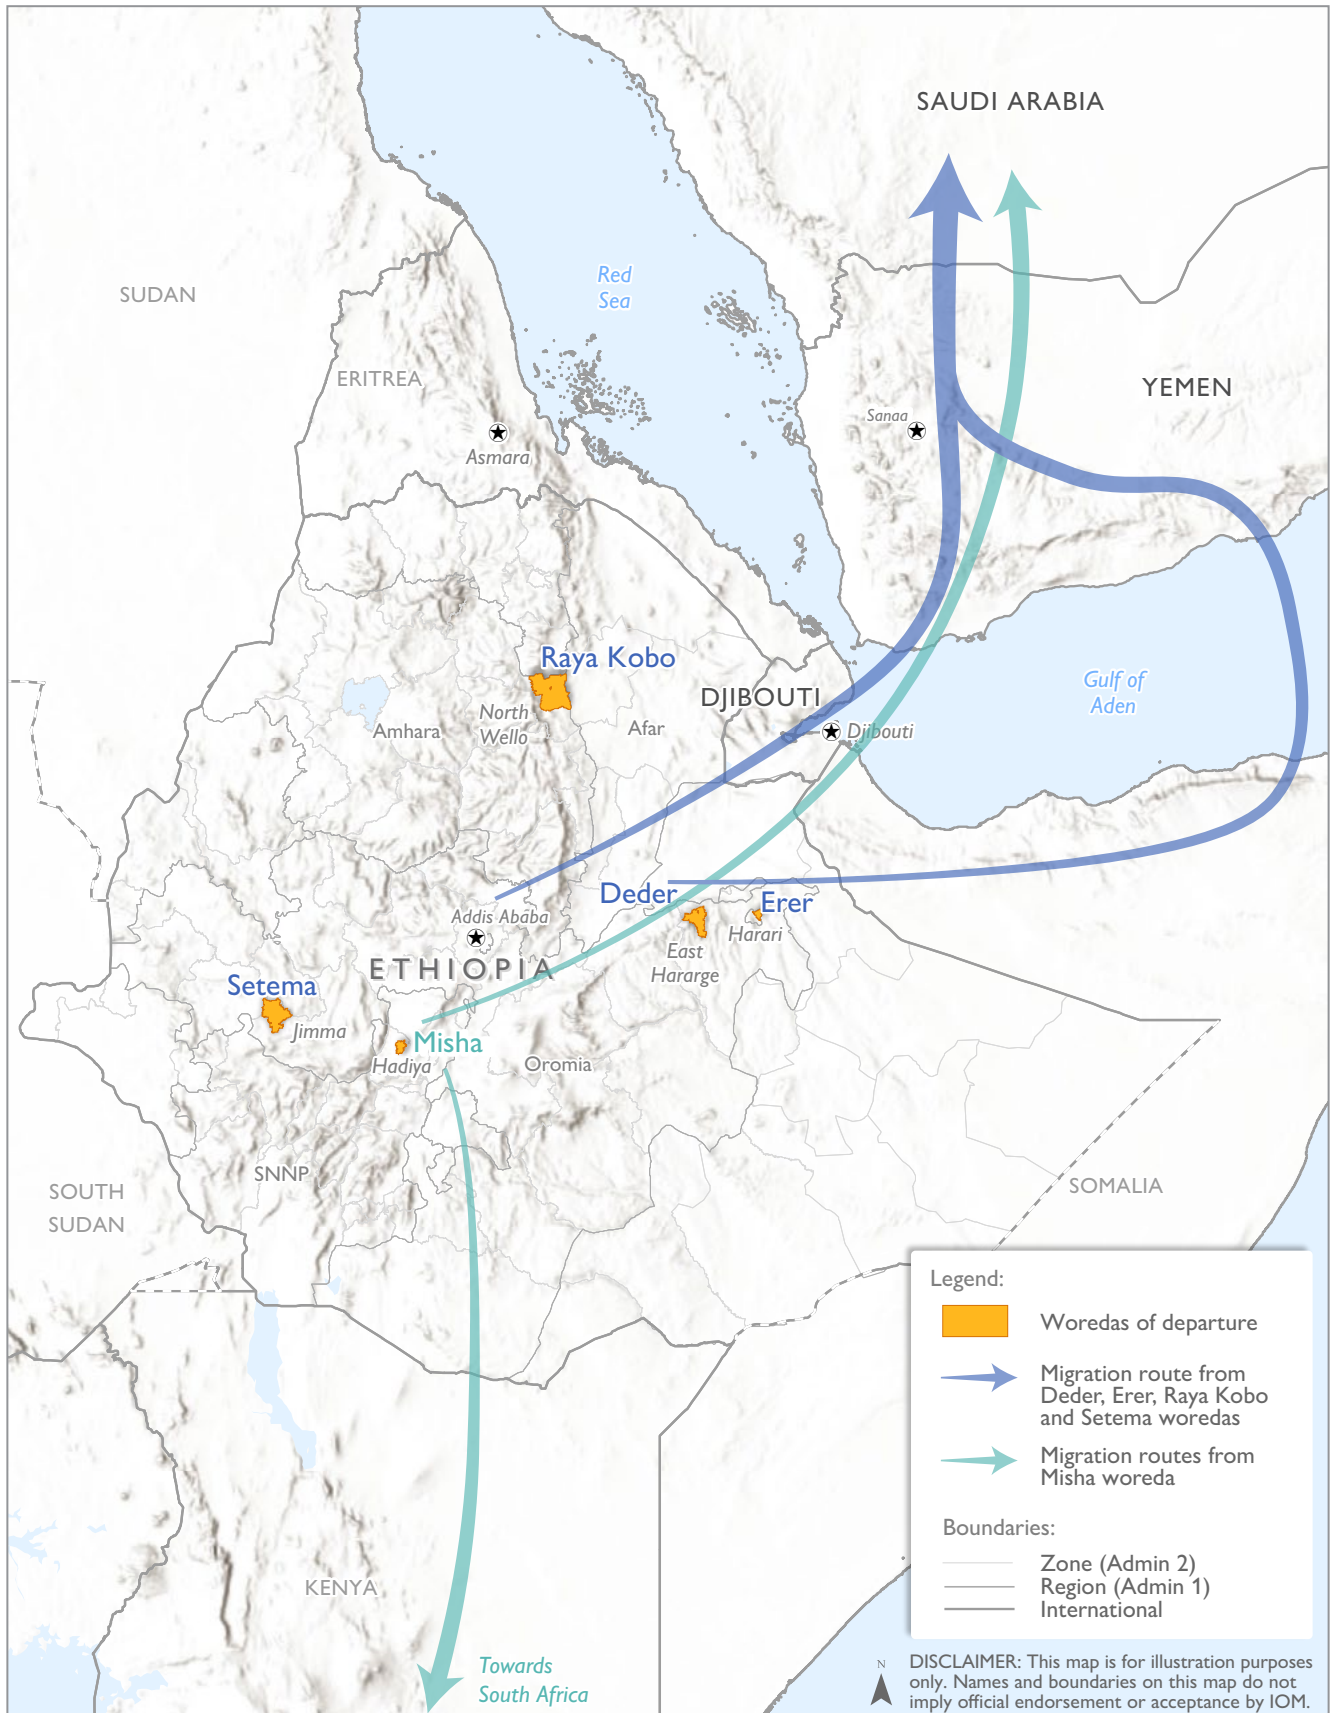 SAUDI ARABIA
Red
Sea
SUDAN
ERITREA
YEMEN
Sanaa
Asmara
Raya Kobo
Gulf of
Aden
DJIBOUTI
North
Wello
Amhara
Afar
Djibouti
Deder
Erer
Addis Ababa
Harari
East
Hararge
ETHIOPIA
Setema
Jimma
Misha
Hadiya
Oromia
SNNP
SOUTH
SUDAN
SOMALIA
Legend:
Woredas of departure
Migration route from
Deder, Erer, Raya Kobo
and Setema woredas
Migration routes from
Misha woreda
Boundaries:
Zone (Admin 2)
Region (Admin 1)
International
KENYA
Towards
South Africa
N
DISCLAIMER: This map is for illustration purposes
only. Names and boundaries on this map do not
imply official endorsement or acceptance by IOM.